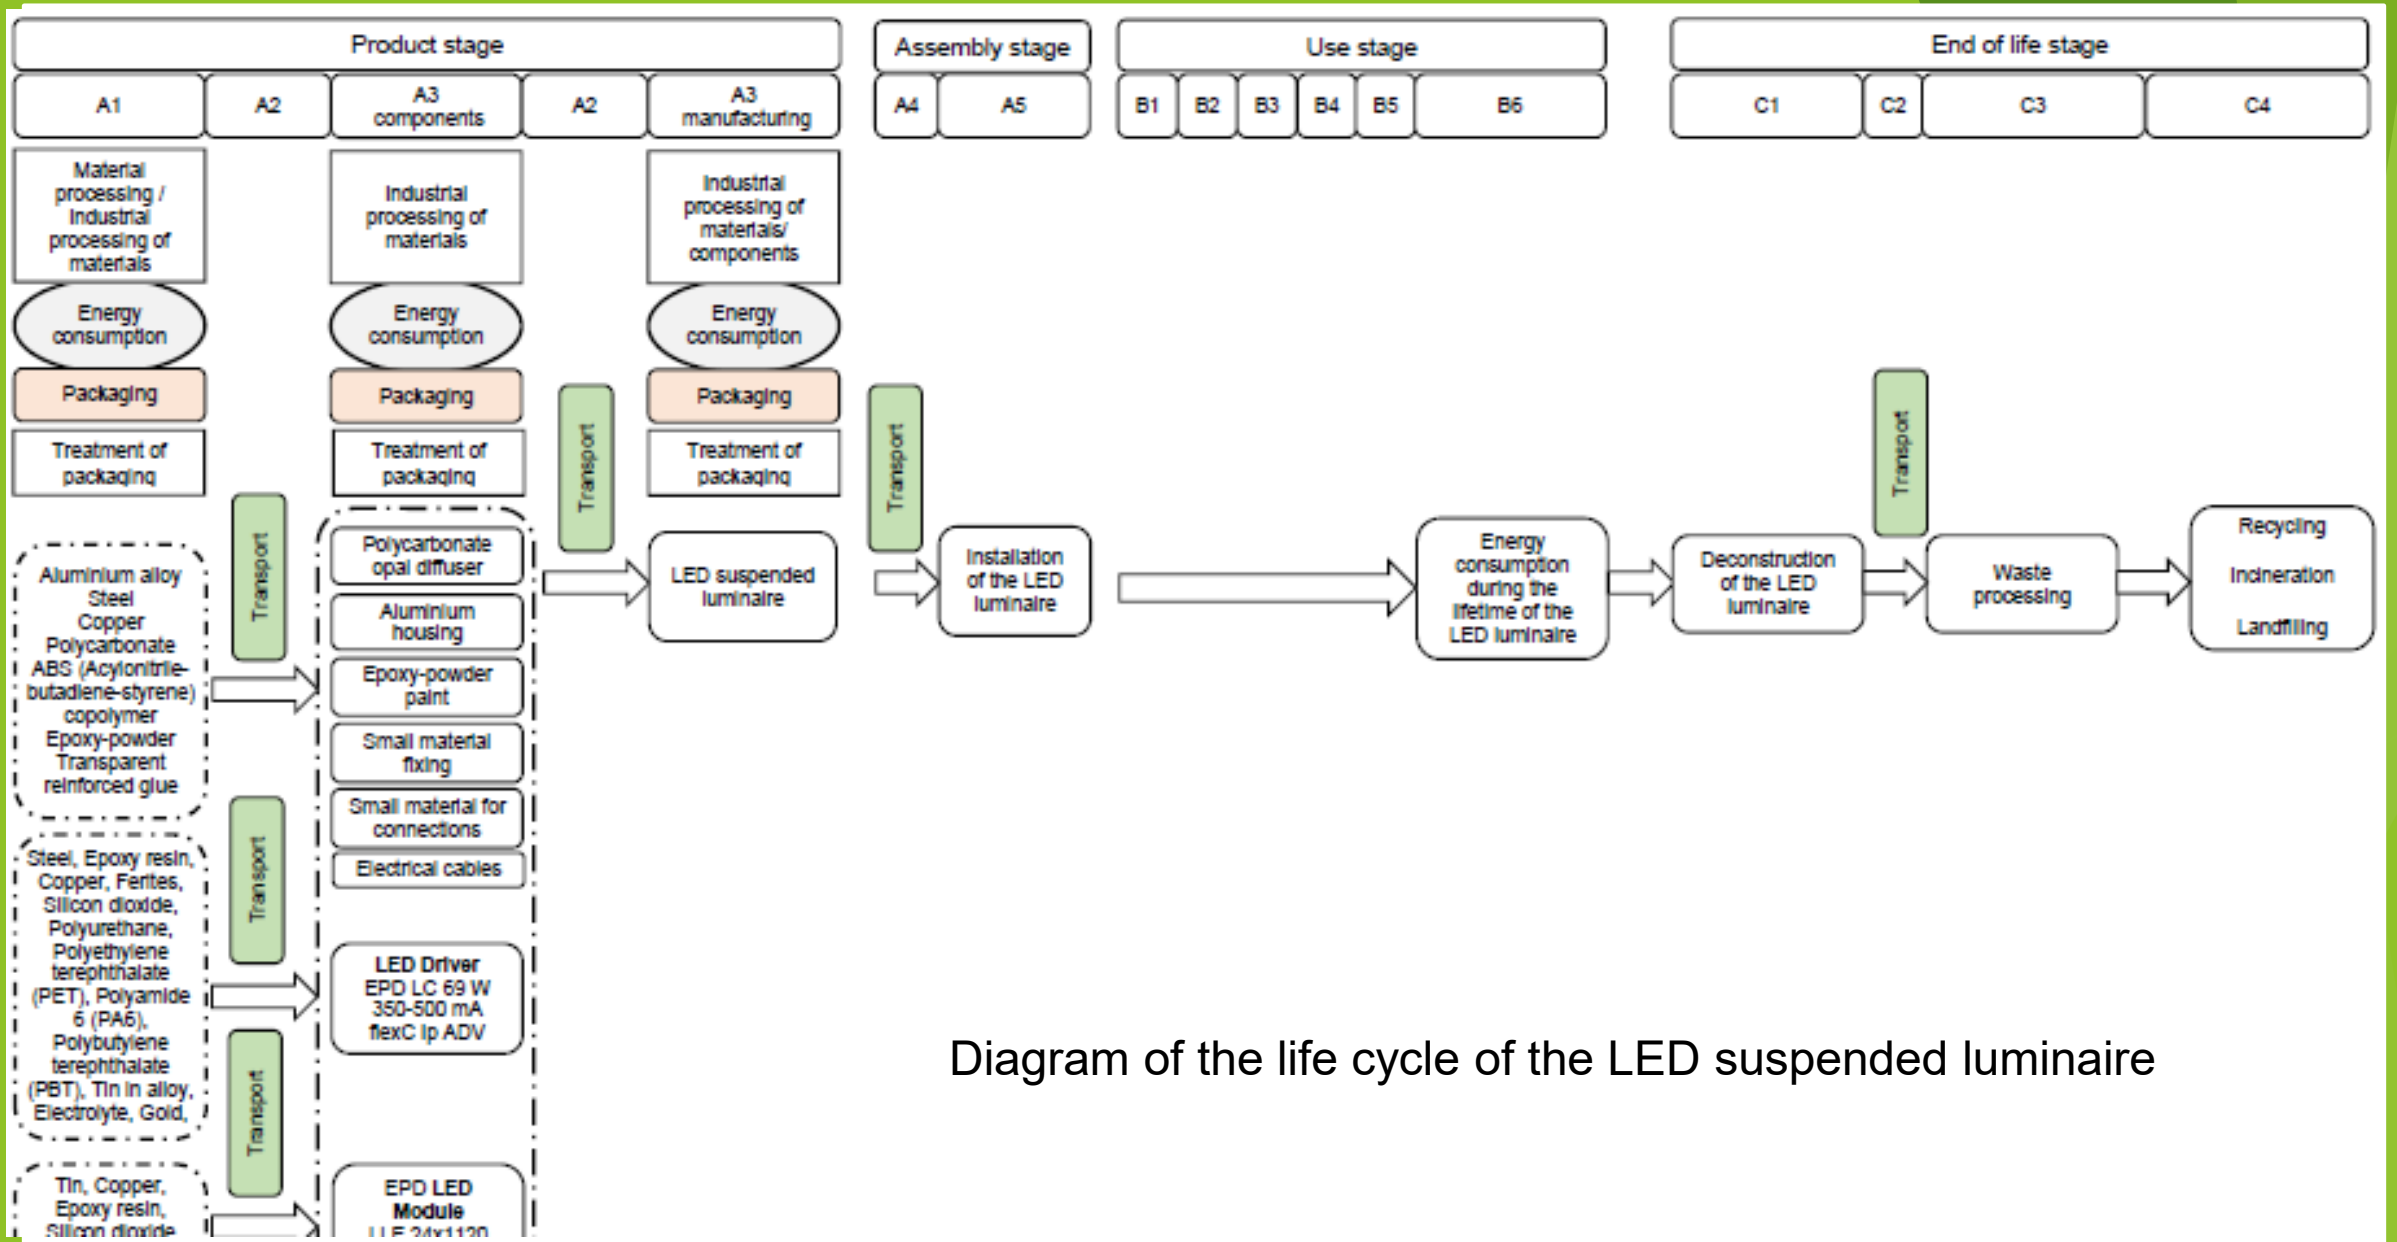 Product stage
Assembly stage
Use stage
End of life stage
A1
A2
A3
components
A2
A3
manufacturing
A4
A5
B1
B2
B3
B4
B5
B6
C1
C2
C3
C4
Material
processing /
Industrial
processing of
materials
Industrial
processing of
materials
Industrial
processing of
materials/
components
Energy
consumption
Energy
consumption
Energy
consumption
Packaging
Packaging
Packaging
Treatment of
packaging
Treatment of
packaging
Treatment of
packaging
Transport
Transport
Transport
Transport
Transport
Transport
Aluminium alloy
Steel
Copper
Polycarbonate
ABS (Acylonitrile-
butadiene-styrene)
copolymer
Epoxy-powder
Transparent
reinforced glue
Polycarbonate
opal diffuser
Aluminium
housing
Epoxy-powder
paint
Small material
fixing
Small material for
connections
Electrical cables
LED suspended
luminaire
Installation
of the LED
luminaire
Energy
consumption
during the
lifetime of the
LED luminaire
Deconstruction
of the LED
luminaire
Waste
processing
Recycling
Incineration
Landfilling
Steel, Epoxy resin,
Copper, Ferites,
Silicon dioxide,
Polyurethane,
Polyethylene
terephthalate
(PET), Polyamide
6 (PA6),
Polybutylene
terephthalate
(PBT), Tin in alloy,
Electrolyte, Gold,
LED Driver
EPD LC 69 W
350-500 mA
flexC lp ADV
Tin, Copper,
Epoxy resin,
Silicon dioxide
EPD LED
Module
LLE 24x1120
Diagram of the life cycle of the LED suspended luminaire